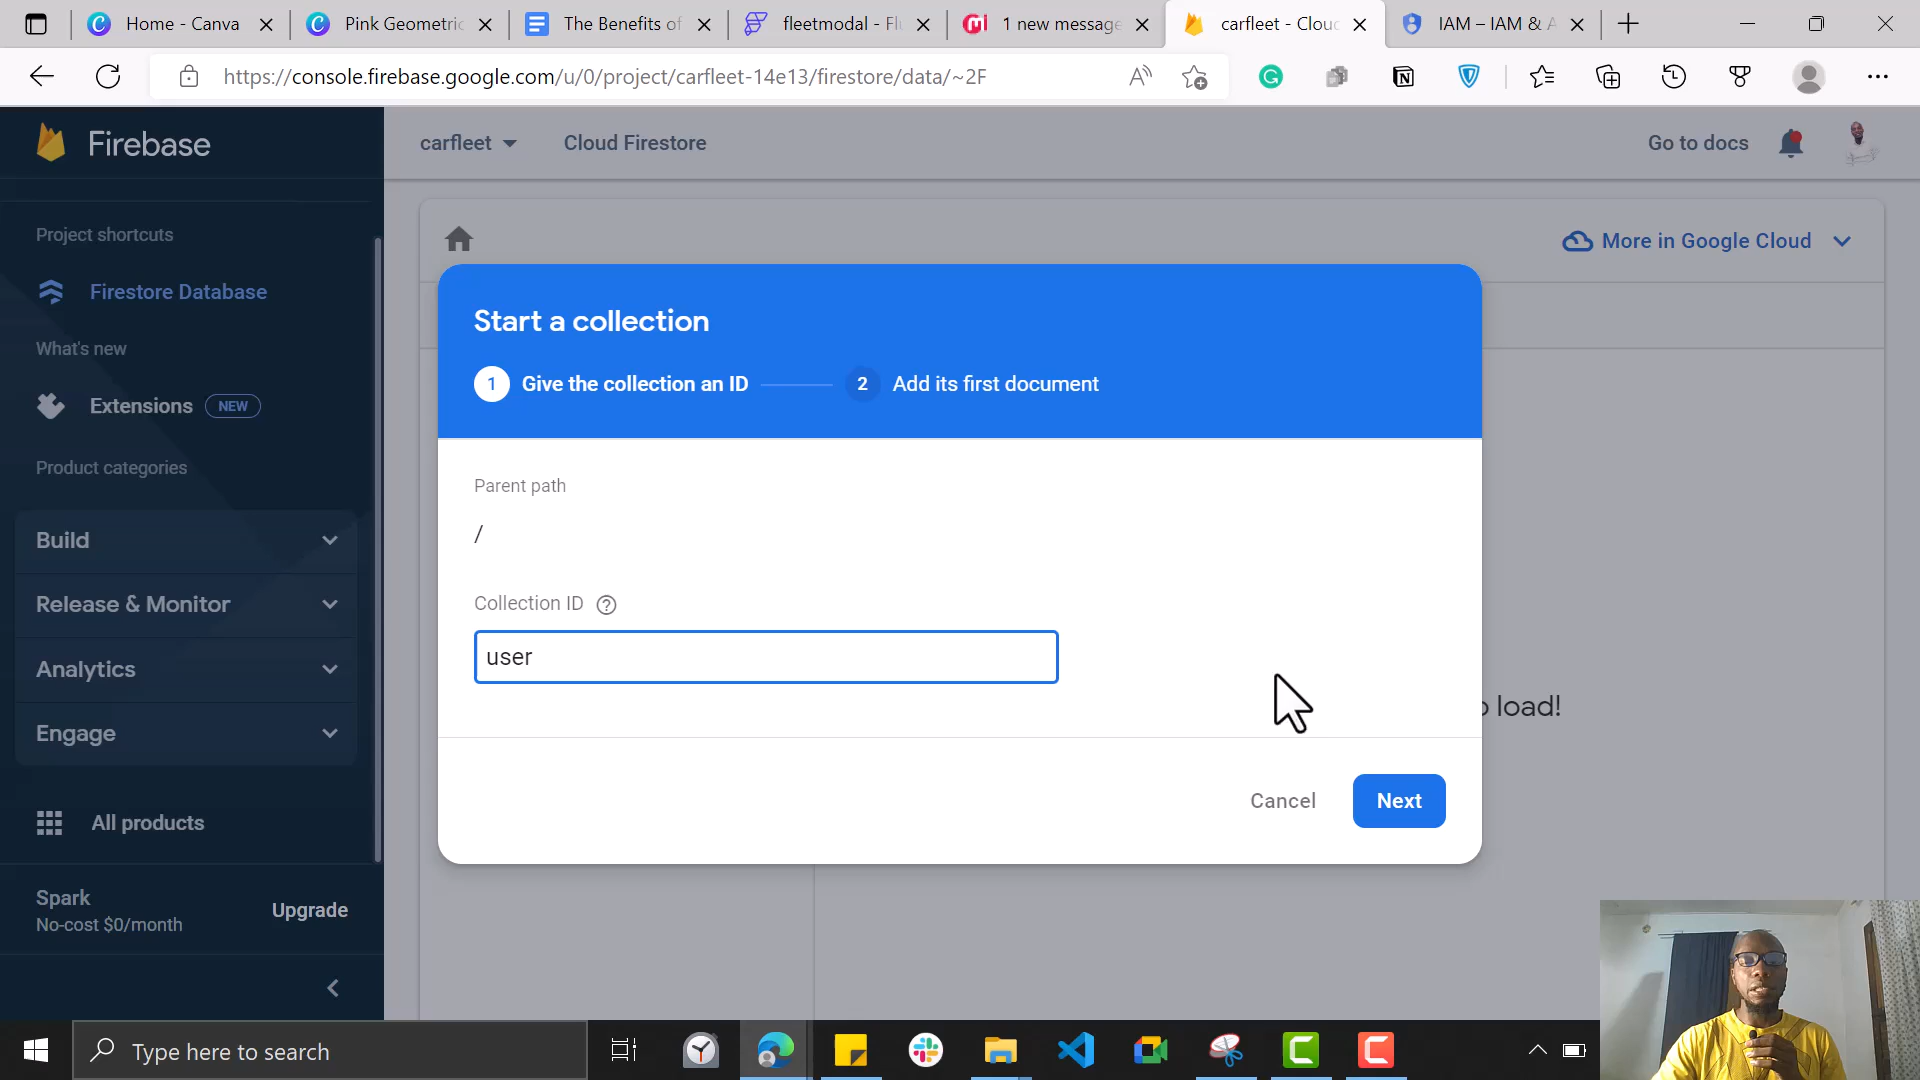 Home - Canva
Pink Geometric
The Benefits of
fleetmodal - Flu
1 new message
carfleet - Cloud
IAM – IAM & A
https://console.firebase.google.com/u/0/project/carfleet-14e13/firestore/data/~2F
Firebase
carfleet
Cloud Firestore
Go to docs
Project shortcuts
Firestore Database
What's new
Extensions NEW
Product categories
Build
Release & Monitor
Analytics
Engage
All products
Spark
No-cost $0/month
Upgrade
More in Google Cloud
Start a collection
1 Give the collection an ID
2 Add its first document
Parent path
/
Collection ID
user
load!
Cancel
Next
Type here to search